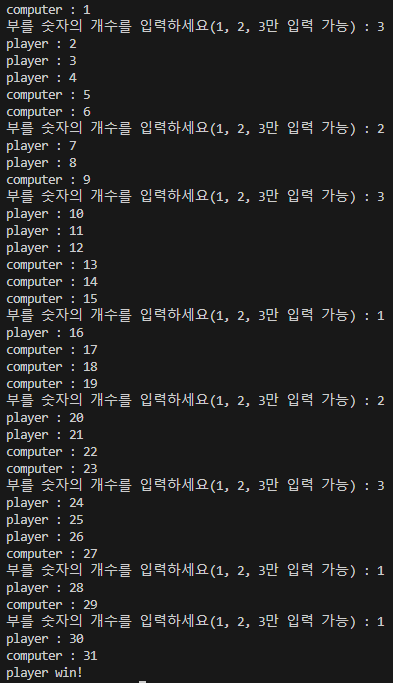 computer : 1
부를 숫자의 개수를 입력하세요(1, 2, 3만 입력 가능) : 3
player : 2
player : 3
player : 4
computer : 5
computer : 6
부를 숫자의 개수를 입력하세요(1, 2, 3만 입력 가능) : 2
player : 7
player : 8
computer : 9
부를 숫자의 개수를 입력하세요(1, 2, 3만 입력 가능) : 3
player : 10
player : 11
player : 12
computer : 13
computer : 14
computer : 15
부를 숫자의 개수를 입력하세요(1, 2, 3만 입력 가능) : 1
player : 16
computer : 17
computer : 18
computer : 19
부를 숫자의 개수를 입력하세요(1, 2, 3만 입력 가능) : 2
player : 20
player : 21
computer : 22
computer : 23
부를 숫자의 개수를 입력하세요(1, 2, 3만 입력 가능) : 3
player : 24
player : 25
player : 26
computer : 27
부를 숫자의 개수를 입력하세요(1, 2, 3만 입력 가능) : 1
player : 28
computer : 29
부를 숫자의 개수를 입력하세요(1, 2, 3만 입력 가능) : 1
player : 30
computer : 31
player win!